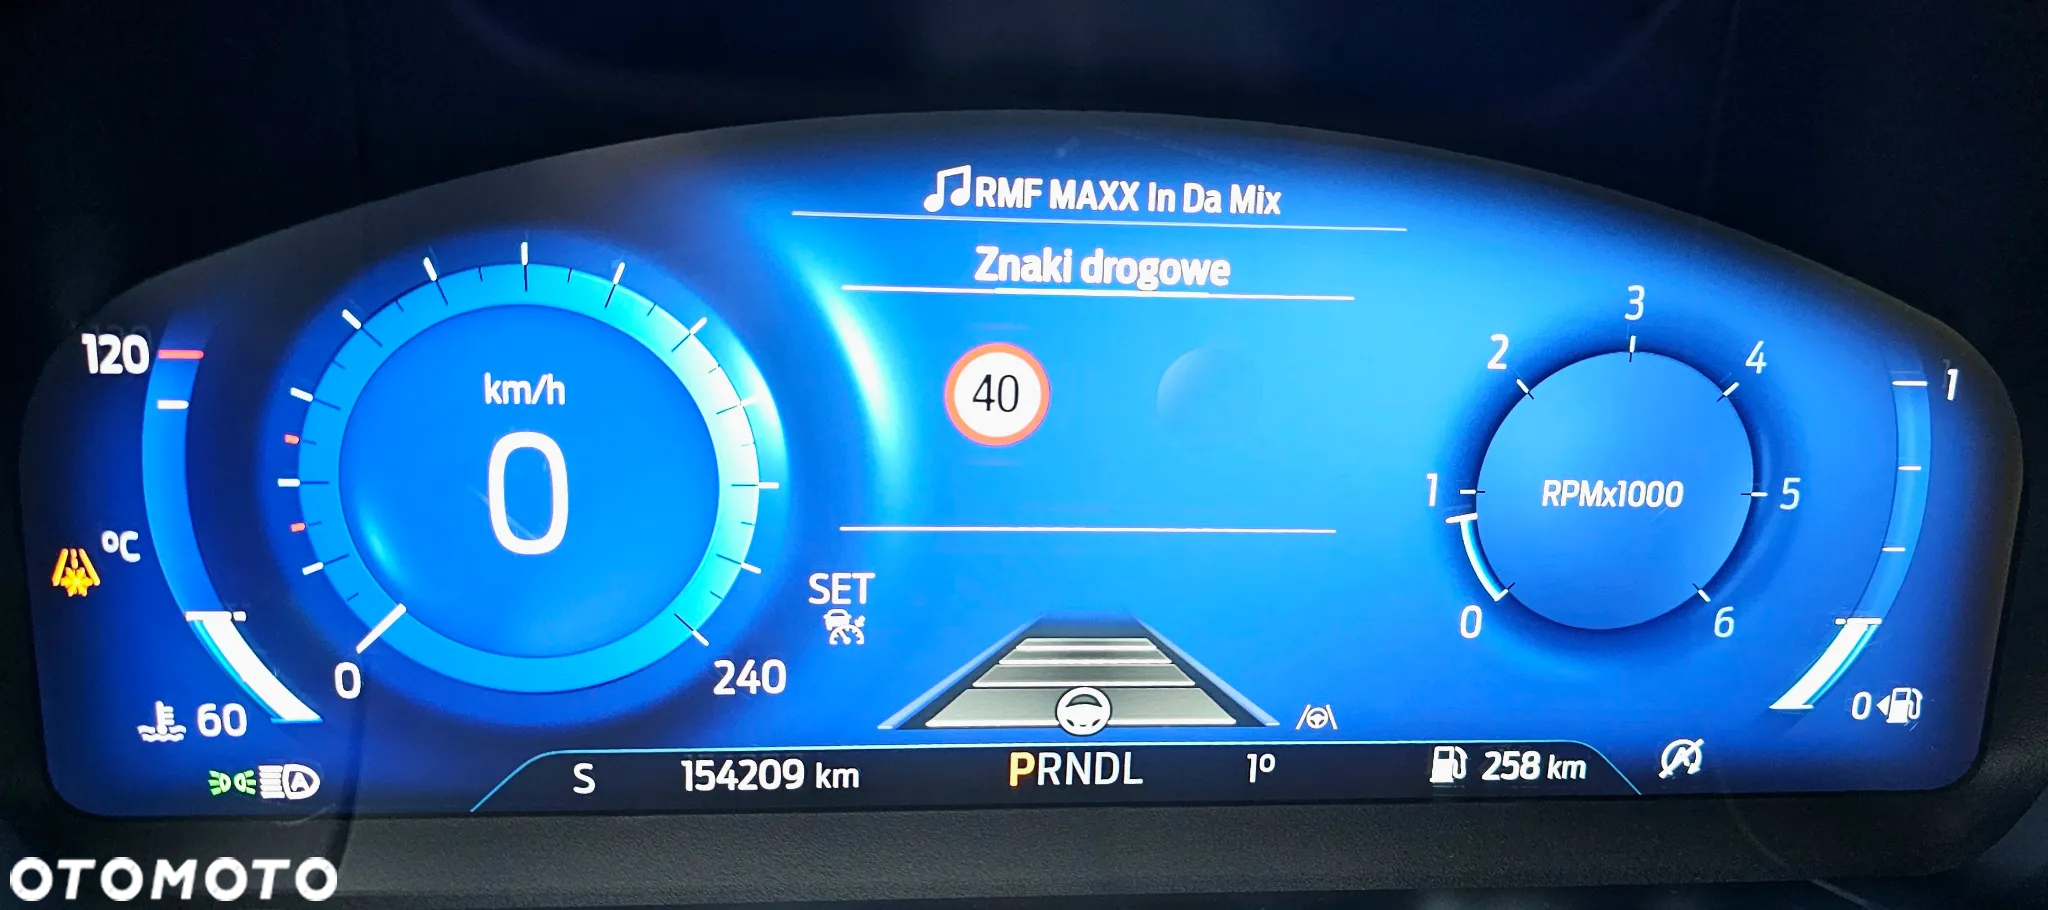 RMF MAXX In Da Mix
Znaki drogowe
120
km/h
0
40
°C
SET
0
240
60
RPMx1000
0
1
2
3
4
5
6
1
0
A
S
154209 km
PRNDL
1°
258 km
A
OTOMOTO